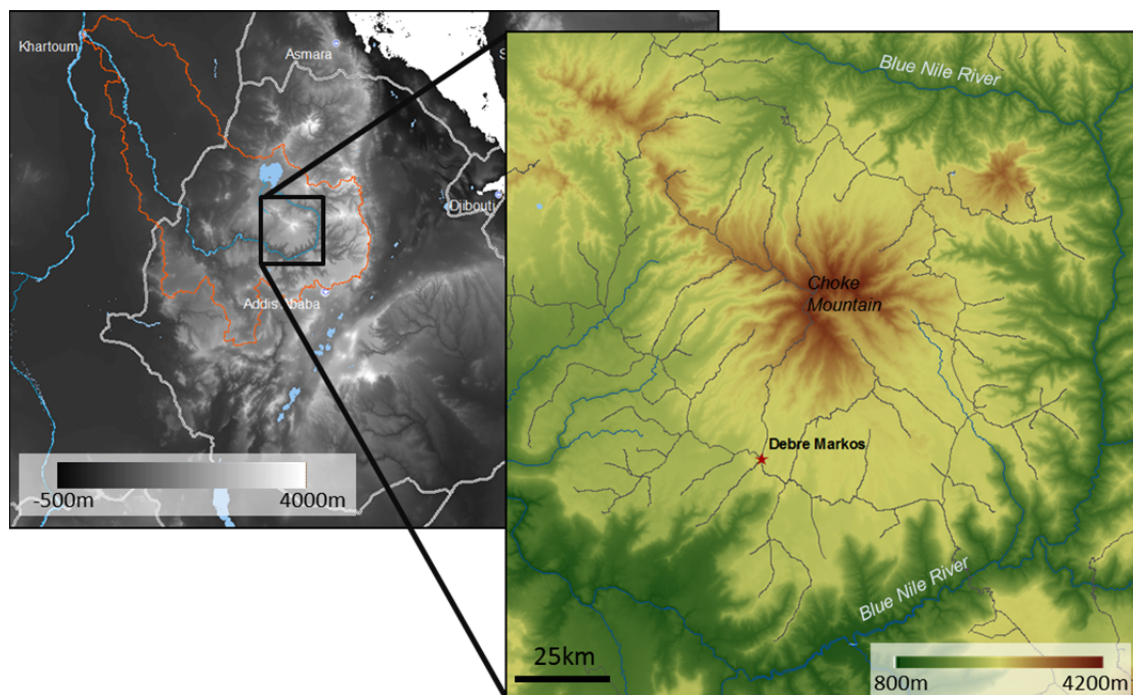 Khartoum
Asmara
S
Djibouti
Addis Ababa
-500m
4000m
Blue Nile River
Choke
Mountain
Debre Markos
Blue Nile River
25km
800m
4200m